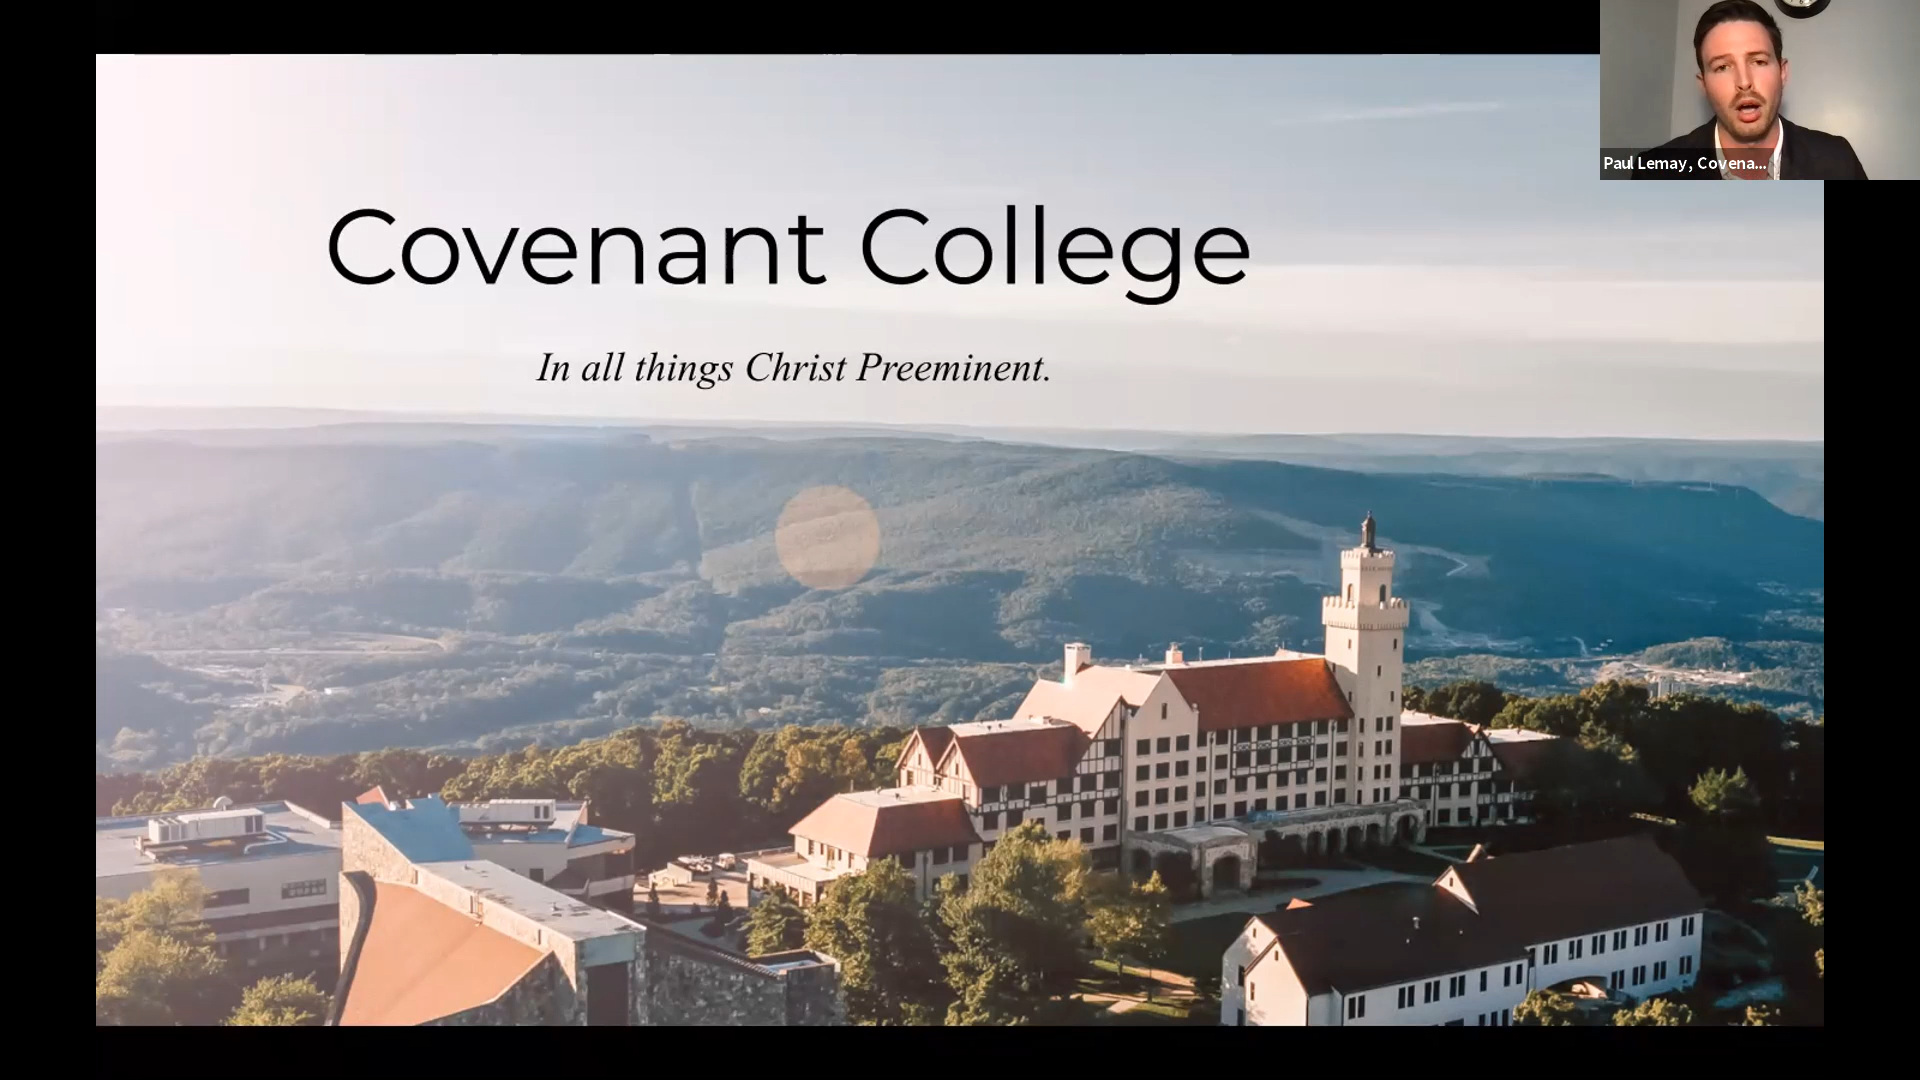 Covenant College
In all things Christ Preeminent.
Paul Lemay, Covena...